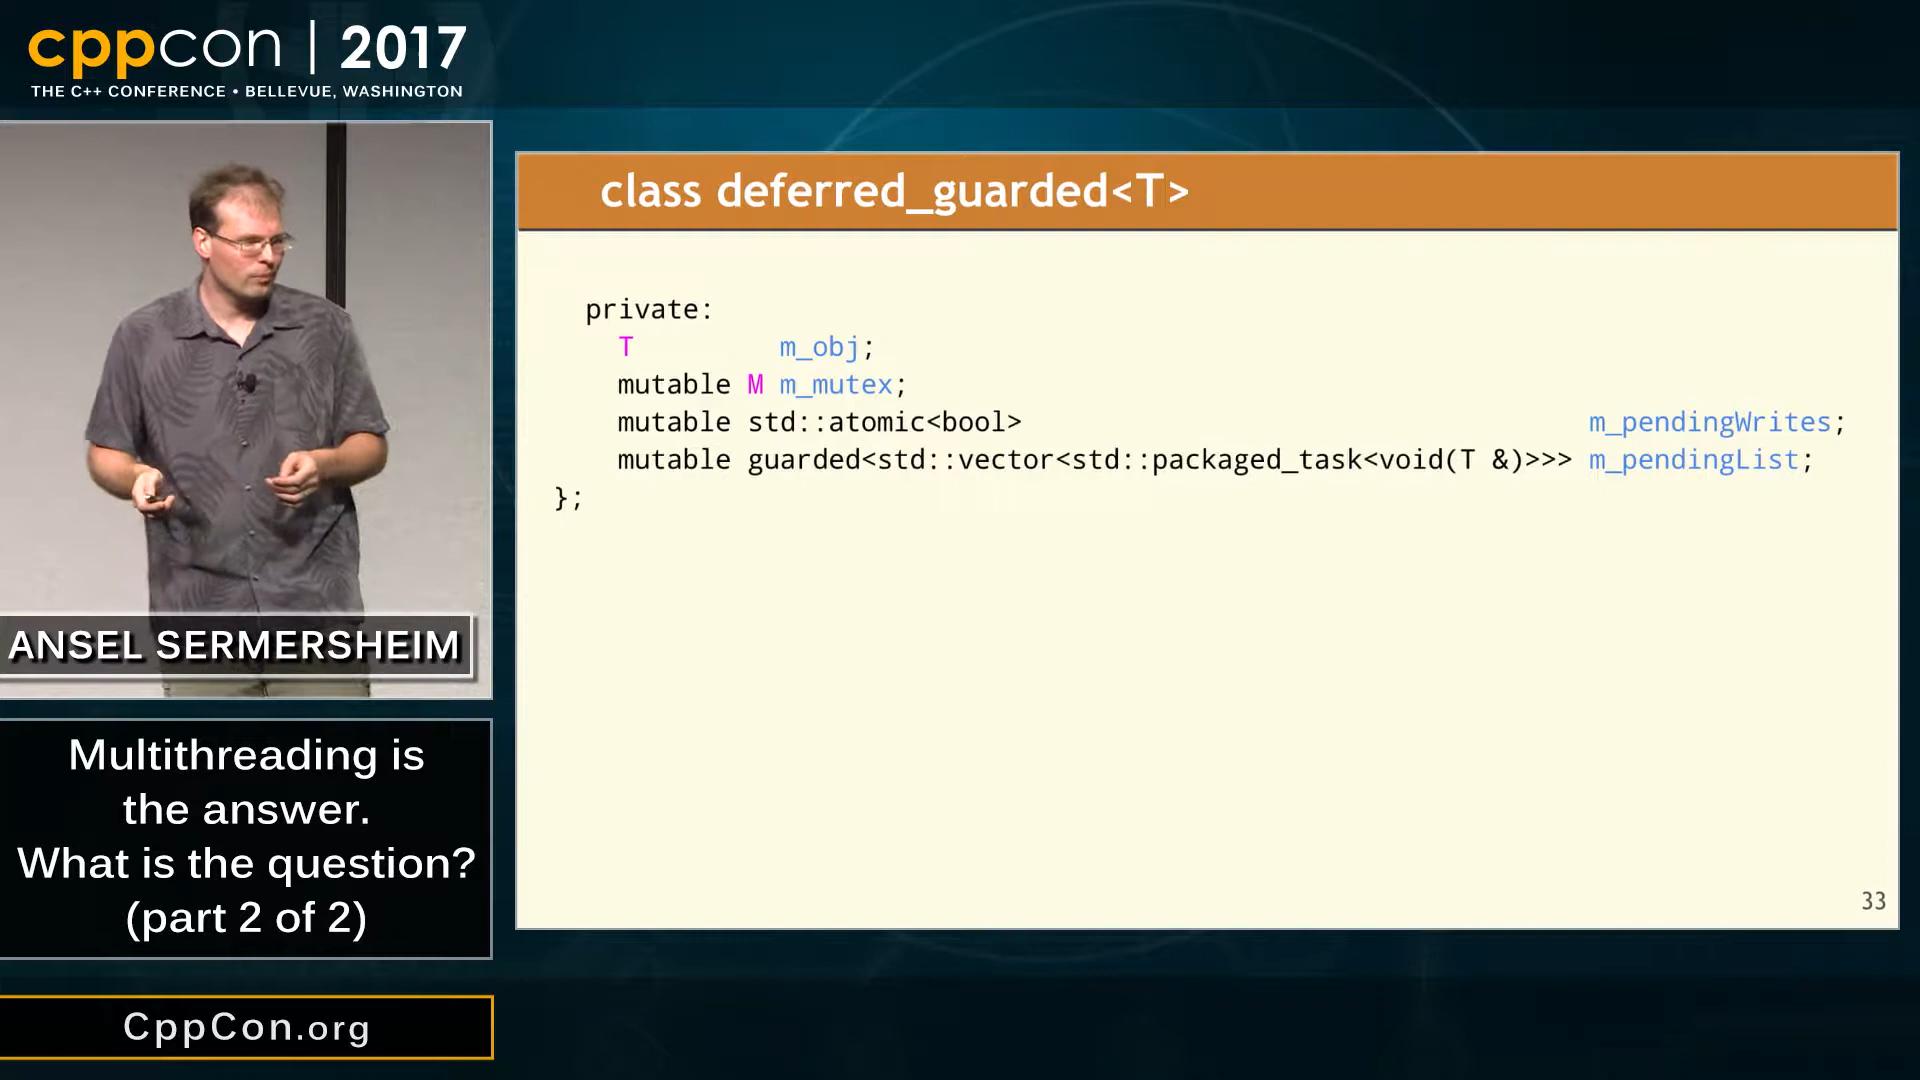 cppcon | 2017
THE C++ CONFERENCE • BELLEVUE, WASHINGTON
ANSEL SERMERSHEIM
Multithreading is
the answer.
What is the question?
(part 2 of 2)
CppCon.org
class deferred_guarded<T>
private:
T m_obj;
mutable M m_mutex;
mutable std::atomic<bool> m_pendingWrites;
mutable guarded<std::vector<std::packaged_task<void(T &)>>> m_pendingList;
};
33